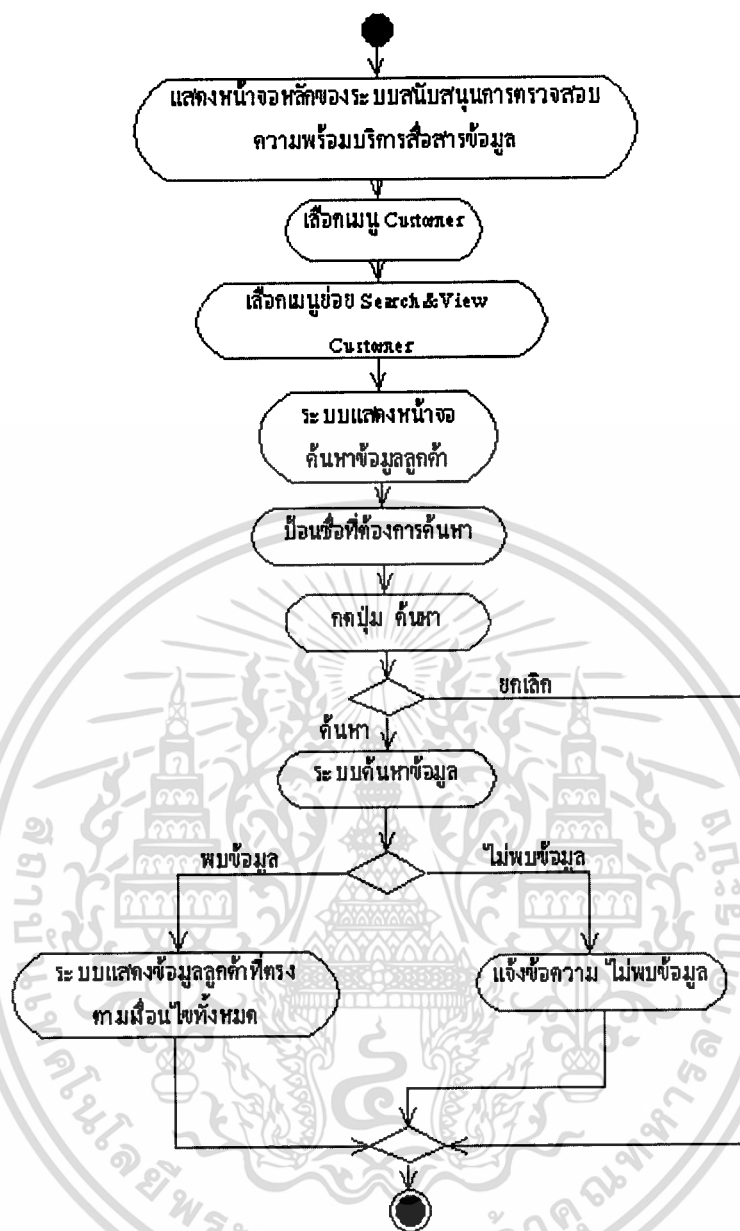 แสดงหน้าจอหลักของระบบสนับสนุนการตรวจสอบ
ความพร้อมบริการสื่อสารข้อมูล
เลือกเมนู Customer
เลือกเมนูย่อย Search&View
Customer
ระบบแสดงหน้าจอ
ค้นหาข้อมูลลูกค้า
ป้อนชื่อที่ต้องการค้นหา
กดปุ่ม ค้นหา
ยกเลิก
ค้นหา
ระบบค้นหาข้อมูล
พบข้อมูล
ไม่พบข้อมูล
ระบบแสดงข้อมูลลูกค้าที่ตรง
ตามเงื่อนไขทั้งหมด
แจ้งข้อความ ไม่พบข้อมูล